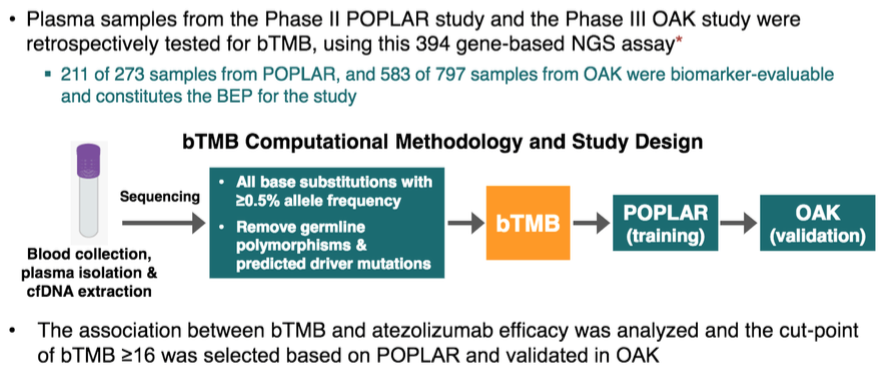 • Plasma samples from the Phase II POPLAR study and the Phase III OAK study were
retrospectively tested for bTMB, using this 394 gene-based NGS assay*
▪ 211 of 273 samples from POPLAR, and 583 of 797 samples from OAK were biomarker-evaluable
and constitutes the BEP for the study
bTMB Computational Methodology and Study Design
Blood collection,
plasma isolation &
cfDNA extraction
Sequencing
• All base substitutions with
≥0.5% allele frequency
• Remove germline
polymorphisms &
predicted driver mutations
bTMB
POPLAR
(training)
OAK
(validation)
• The association between bTMB and atezolizumab efficacy was analyzed and the cut-point
of bTMB ≥16 was selected based on POPLAR and validated in OAK